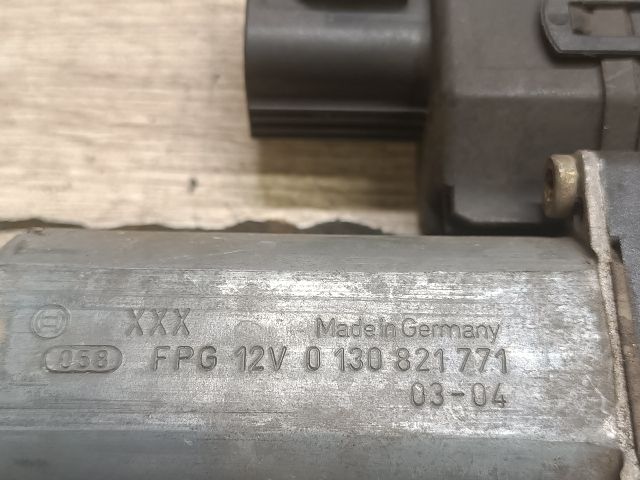 XXX Made in Germany
058 FPG 12V 0 130 821 771
03-04